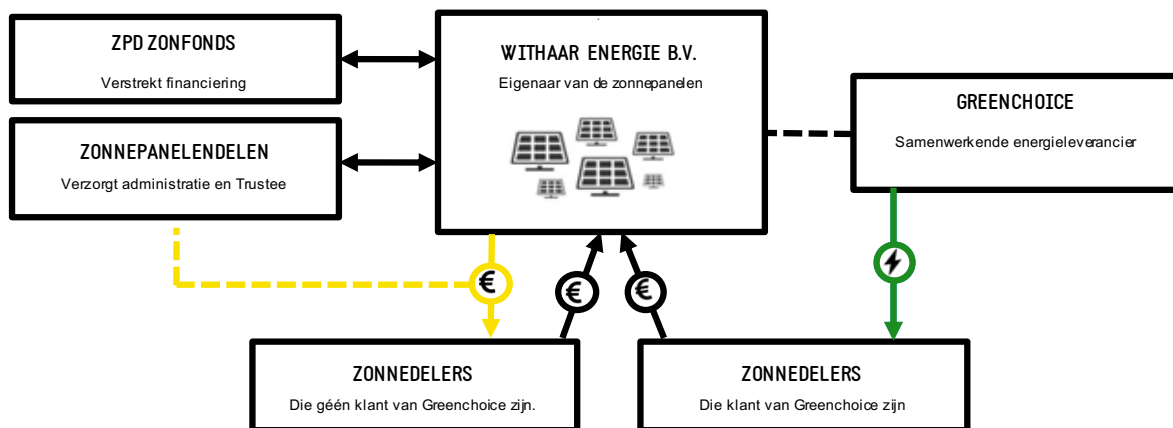 ZPD ZONFONDS
Verstrekt financiering
ZONNEPANELENDELEN
Verzorgt administratie en Trustee
WITHAAR ENERGIE B.V.
Eigenaar van de zonnepanelen
GREENCHOICE
Samenwerkende energieleverancier
€
€
€
ZONNEDELERS
Die géén klant van Greenchoice zijn.
ZONNEDELERS
Die klant van Greenchoice zijn